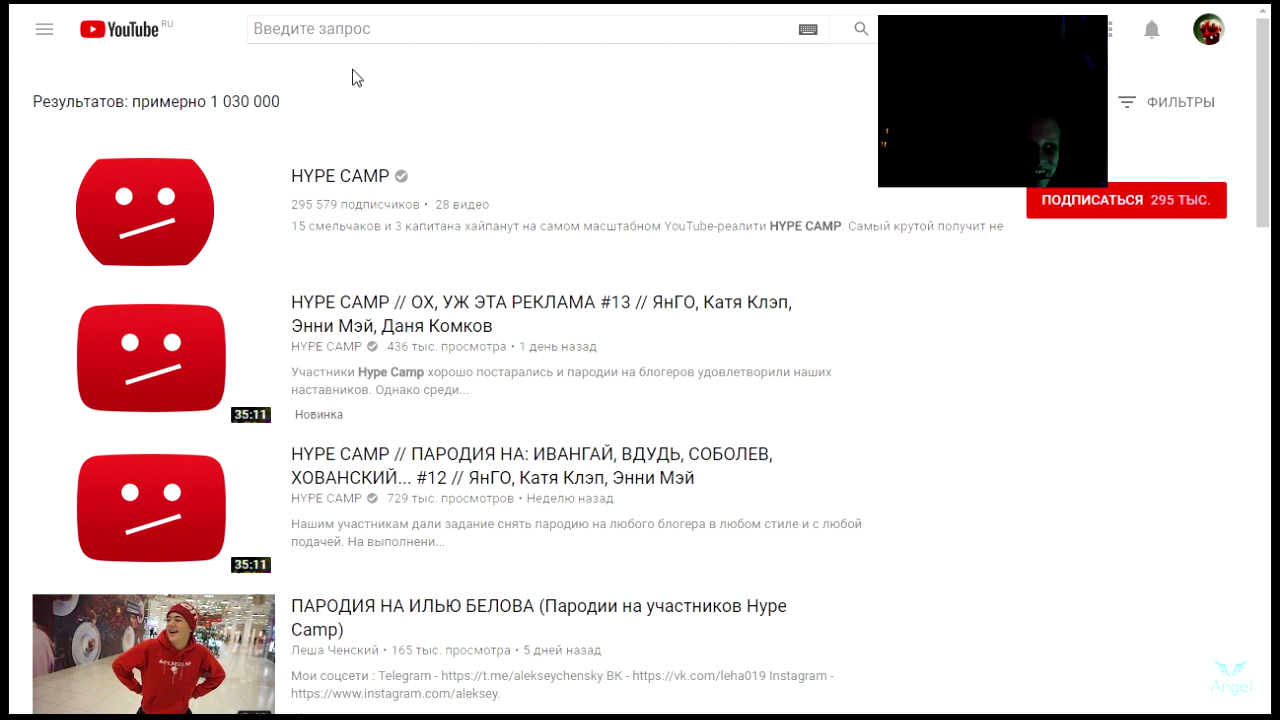 YouTube RU
Введите запрос
Результатов: примерно 1 030 000
ФИЛЬТРЫ
HYPE CAMP
295 579 подписчиков • 28 видео
15 смельчаков и 3 капитана хайпанут на самом масштабном YouTube-реалити HYPE CAMP. Самый крутой получит не
ПОДПИСАТЬСЯ 295 ТЫС.
HYPE CAMP // ОХ, УЖ ЭТА РЕКЛАМА #13 // ЯнГО, Катя Клэп,
Энни Мэй, Даня Комков
HYPE CAMP 436 тыс. просмотра • 1 день назад
Участники Hype Camp хорошо постарались и пародии на блогеров удовлетворили наших
наставников. Однако среди...
35:11
Новинка
HYPE CAMP // ПАРОДИЯ НА: ИВАНГАЙ, ВДУДЬ, СОБОЛЕВ,
ХОВАНСКИЙ... #12 // ЯнГО, Катя Клэп, Энни Мэй
HYPE CAMP 729 тыс. просмотров • Неделю назад
Нашим участникам дали задание снять пародию на любого блогера в любом стиле и с любой
подачей. На выполнени...
35:11
ПАРОДИЯ НА ИЛЬЮ БЕЛОВА (Пародии на участников Hype
Camp)
Леша Ченский • 165 тыс. просмотра • 5 дней назад
Мои соцсети : Telegram - https://t.me/alekseychensky ВК - https://vk.com/leha019 Instagram -
https://www.instagram.com/aleksey.
Angel